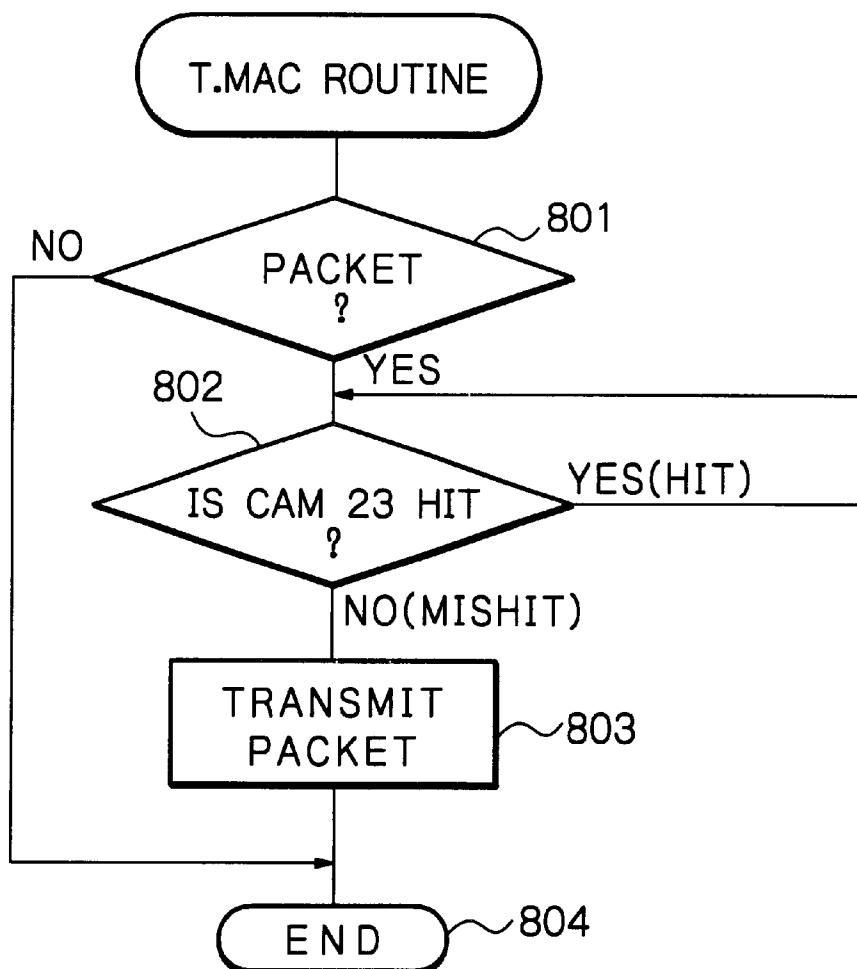 T.MAC ROUTINE
801
NO
PACKET
?
YES
802
IS CAM 23 HIT
?
YES(HIT)
NO(MISHIT)
TRANSMIT
PACKET
803
END
804